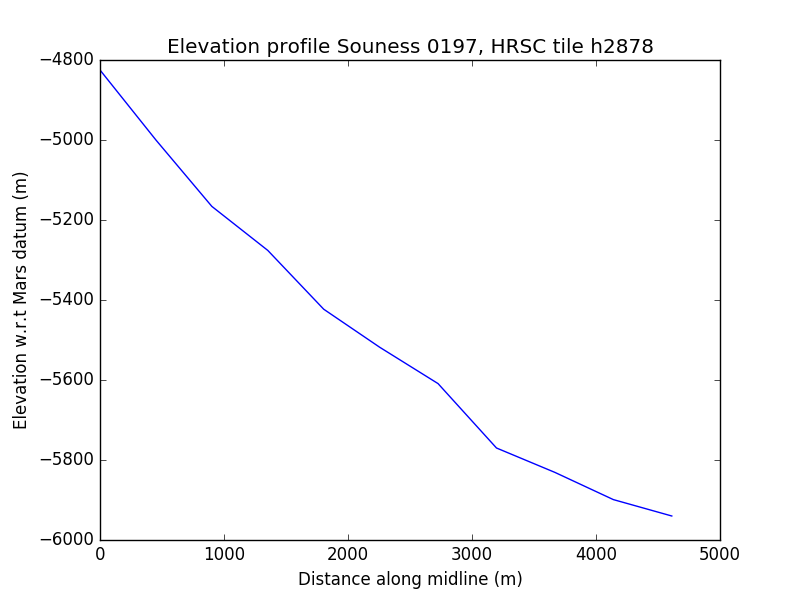 Elevation profile Souness 0197, HRSC tile h2878
−4800
−5000
−5200
−5400
−5600
−5800
−6000
Elevation w.r.t Mars datum (m)
0 1000 2000 3000 4000 5000
Distance along midline (m)